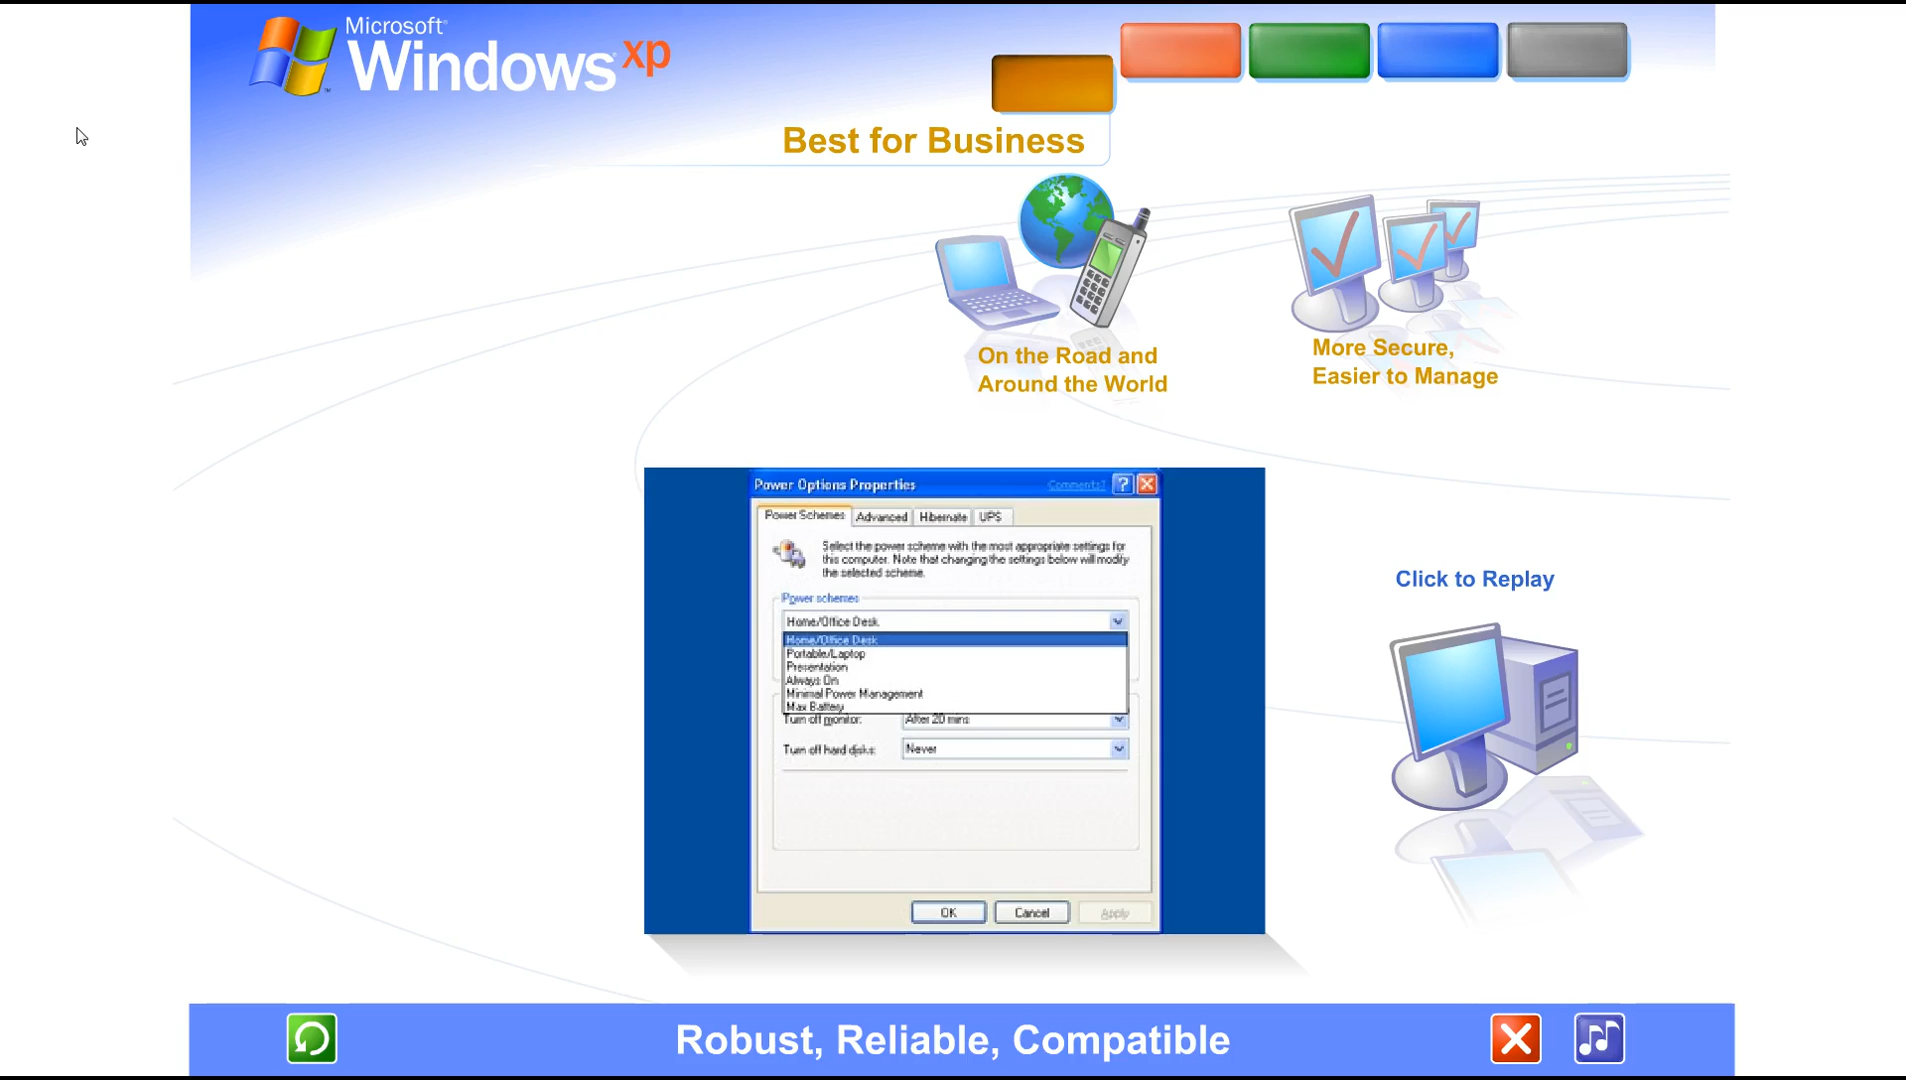 Microsoft
Windows xp
Best for Business
On the Road and
Around the World
More Secure,
Easier to Manage
Power Options Properties
Comments?
Power Schemes
Advanced
Hibernate
UPS
Select the power scheme with the most appropriate settings for
this computer. Note that changing the settings below will modify
the selected scheme.
Power schemes
Home/Office Desk
Home/Office Desk
Portable/Laptop
Presentation
Always On
Minimal Power Management
Max Battery
Turn off monitor: After 20 mins
Turn off hard disks: Never
OK
Cancel
Apply
Click to Replay
Robust, Reliable, Compatible